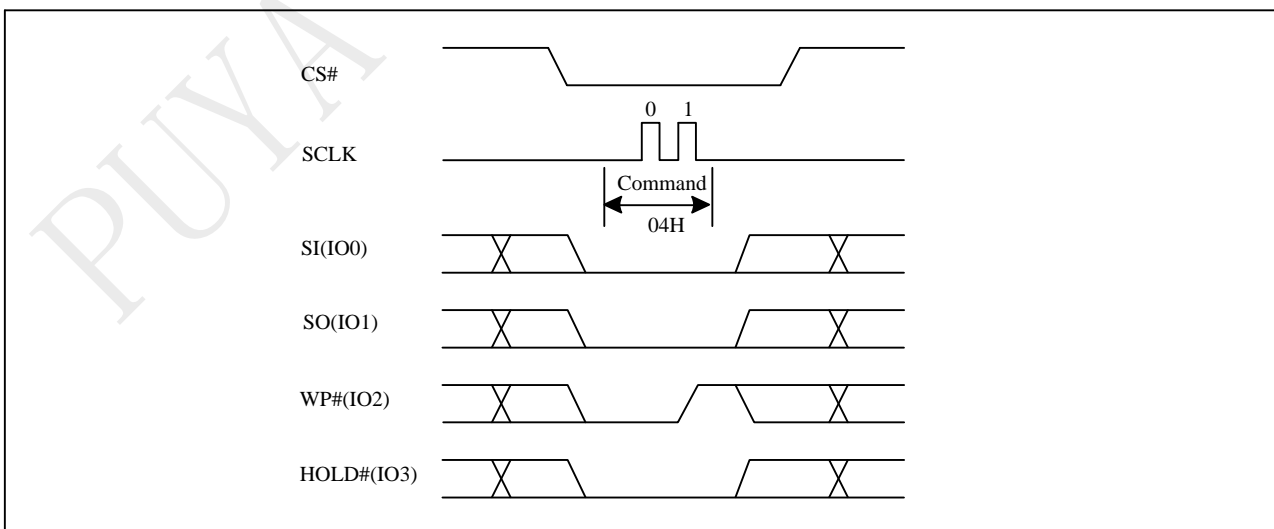 PUYA
CS#
0 1
SCLK
Command
04H
SI(IO0)
SO(IO1)
WP#(IO2)
HOLD#(IO3)